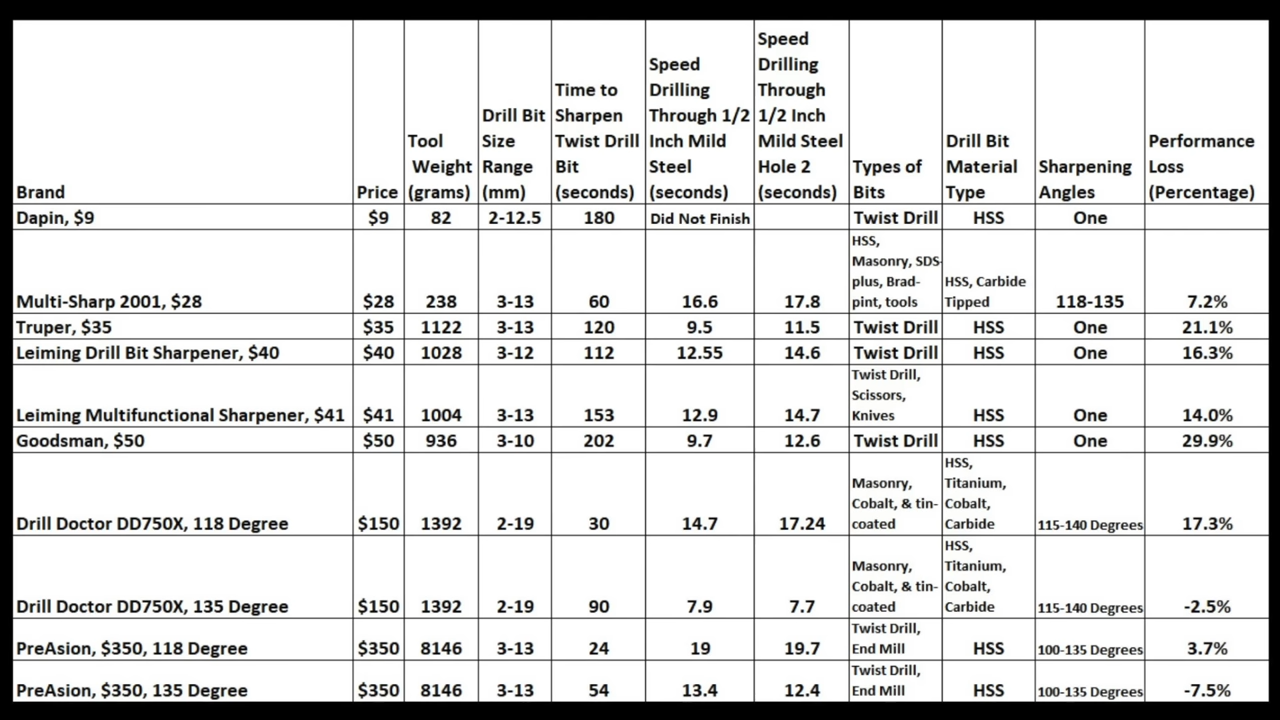 Brand | Price | Tool Weight (grams) | Drill Bit Size Range (mm) | Time to Sharpen Twist Drill Bit (seconds) | Speed Drilling Through 1/2 Inch Mild Steel (seconds) | Speed Drilling Through 1/2 Inch Mild Steel Hole 2 (seconds) | Types of Bits | Drill Bit Material Type | Sharpening Angles | Performance Loss (Percentage)
Dapin, $9 | $9 | 82 | 2-12.5 | 180 | Did Not Finish | | Twist Drill | HSS | One |
Multi-Sharp 2001, $28 | $28 | 238 | 3-13 | 60 | 16.6 | 17.8 | HSS, Masonry, SDS-plus, Brad-pint, tools | HSS, Carbide Tipped | 118-135 | 7.2%
Truper, $35 | $35 | 1122 | 3-13 | 120 | 9.5 | 11.5 | Twist Drill | HSS | One | 21.1%
Leiming Drill Bit Sharpener, $40 | $40 | 1028 | 3-12 | 112 | 12.55 | 14.6 | Twist Drill | HSS | One | 16.3%
Leiming Multifunctional Sharpener, $41 | $41 | 1004 | 3-13 | 153 | 12.9 | 14.7 | Twist Drill, Scissors, Knives | HSS | One | 14.0%
Goodsman, $50 | $50 | 936 | 3-10 | 202 | 9.7 | 12.6 | Twist Drill | HSS | One | 29.9%
Drill Doctor DD750X, 118 Degree | $150 | 1392 | 2-19 | 30 | 14.7 | 17.24 | Masonry, Cobalt, & tin-coated | HSS, Titanium, Cobalt, Carbide | 115-140 Degrees | 17.3%
Drill Doctor DD750X, 135 Degree | $150 | 1392 | 2-19 | 90 | 7.9 | 7.7 | Masonry, Cobalt, & tin-coated | HSS, Titanium, Cobalt, Carbide | 115-140 Degrees | -2.5%
PreAsion, $350, 118 Degree | $350 | 8146 | 3-13 | 24 | 19 | 19.7 | Twist Drill, End Mill | HSS | 100-135 Degrees | 3.7%
PreAsion, $350, 135 Degree | $350 | 8146 | 3-13 | 54 | 13.4 | 12.4 | Twist Drill, End Mill | HSS | 100-135 Degrees | -7.5%